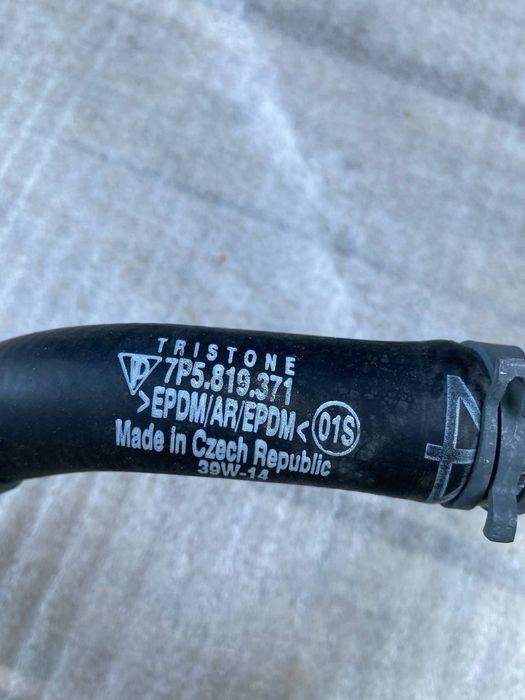 TRISTONE
7P5.819.371
>EPDM/AR/EPDM< 01S
Made in Czech Republic
39W-14